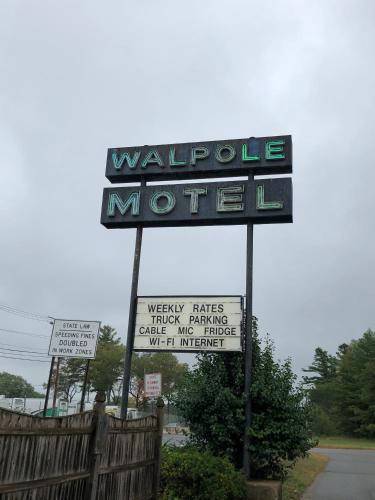 WALPOLE
MOTEL
WEEKLY RATES
TRUCK PARKING
CABLE MIC FRIDGE
WI-FI INTERNET
STATE LAW
SPEEDING FINES
DOUBLED
IN WORK ZONES